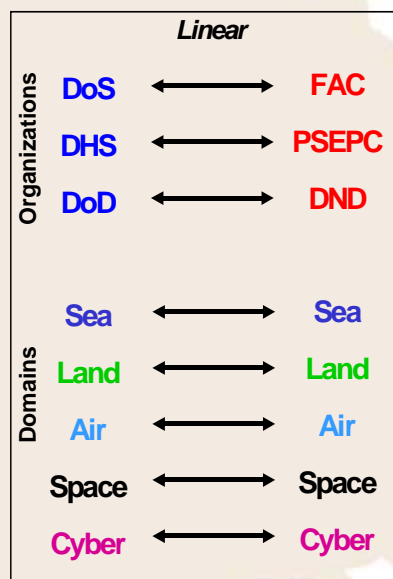 Linear
Organizations
DoS FAC
DHS PSEPC
DoD DND
Domains
Sea Sea
Land Land
Air Air
Space Space
Cyber Cyber